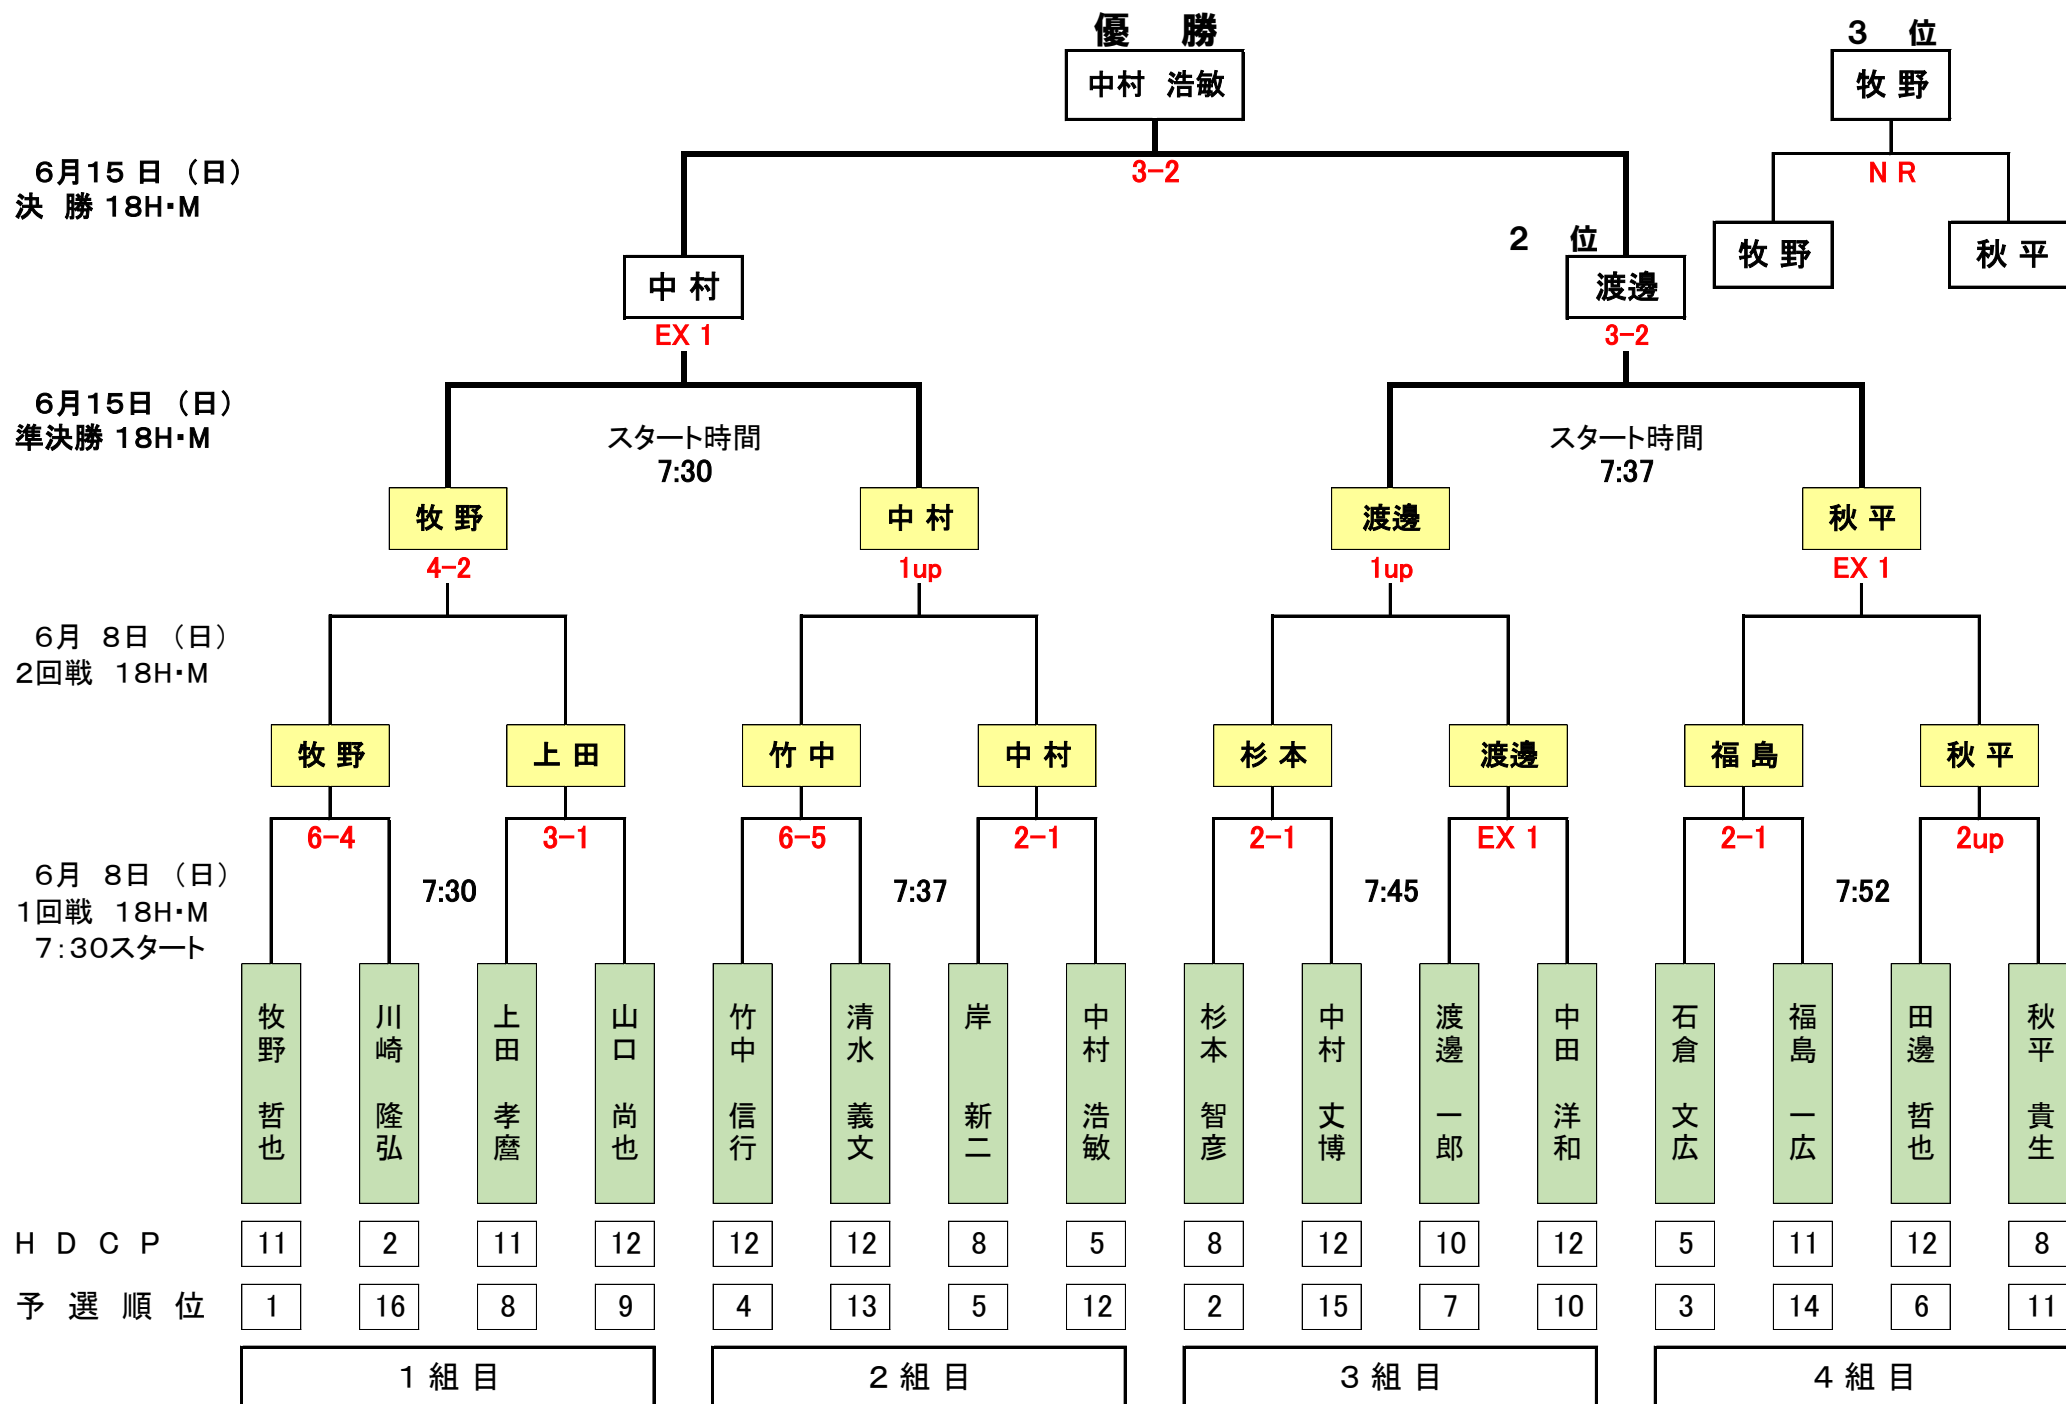 優　勝
３　位
中村　浩敏
牧 野
6月15 日 （日）
決　勝 18H・M
3-2
N R
２　位
牧 野
秋 平
中 村
渡邊
EX 1
3-2
6月15日 （日）
準決勝 18H・M
スタート時間
7:30
スタート時間
7:37
牧 野
中 村
渡邊
秋 平
4-2
1up
1up
EX 1
6月　8日 （日）
2回戦　18H・M
牧 野
上 田
竹 中
中 村
杉 本
渡邊
福 島
秋 平
6-4
3-1
6-5
2-1
2-1
EX 1
2-1
2up
6月　8日 （日）
1回戦　18H・M
7:30スタート
7:30
7:37
7:45
7:52
牧野　哲也
川崎　隆弘
上田　孝麿
山口　尚也
竹中　信行
清水　義文
岸　新二
中村　浩敏
杉本　智彦
中村　丈博
渡邊　一郎
中田　洋和
石倉　文広
福島　一広
田邊　哲也
秋平　貴生
H D C P 11 2 11 12 12 12 8 5 8 12 10 12 5 11 12 8
予 選 順 位 1 16 8 9 4 13 5 12 2 15 7 10 3 14 6 11
１ 組 目
２ 組 目
３ 組 目
４ 組 目